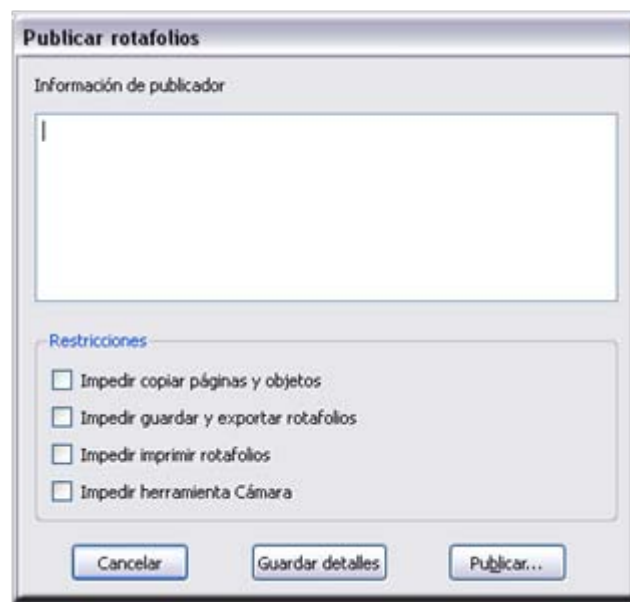 Publicar rotafolios
Información de publicador
Restricciones
Impedir copiar páginas y objetos
Impedir guardar y exportar rotafolios
Impedir imprimir rotafolios
Impedir herramienta Cámara
Cancelar Guardar detalles Publicar...